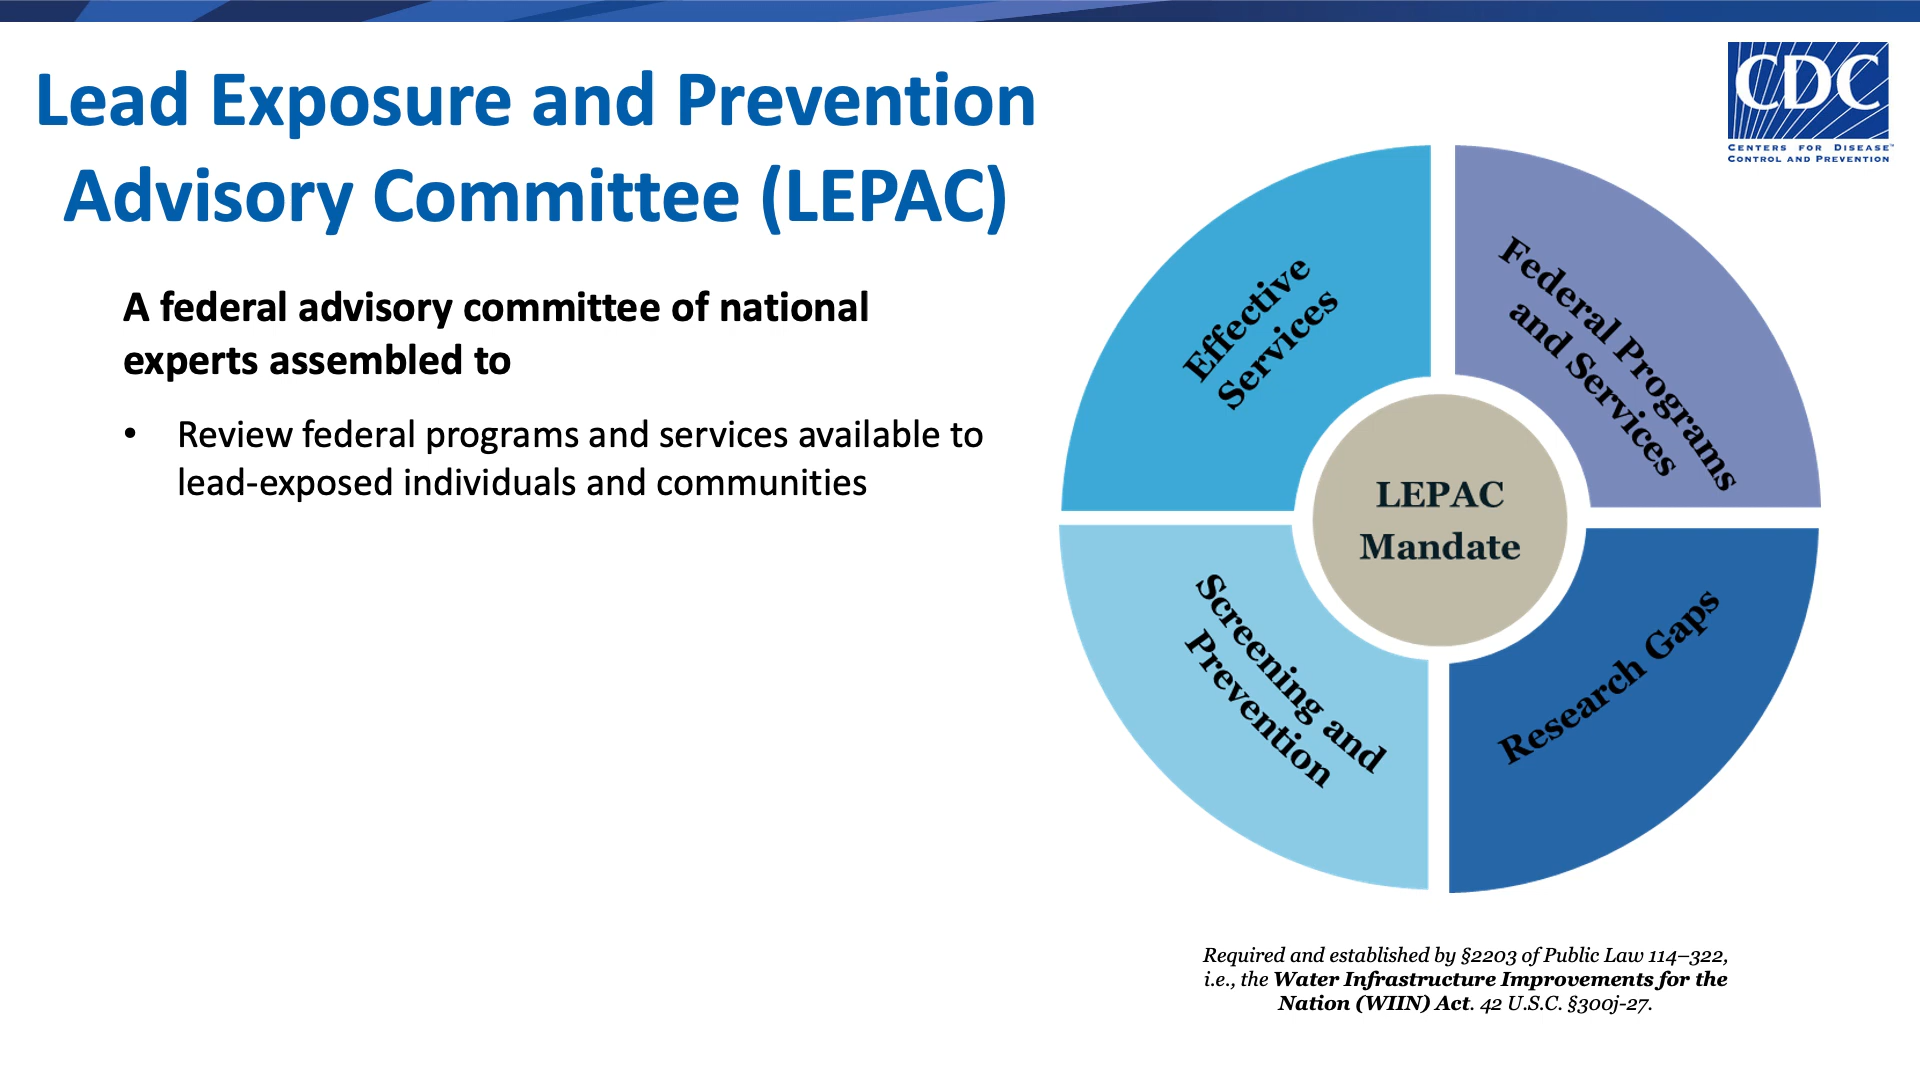 Lead Exposure and Prevention
Advisory Committee (LEPAC)
A federal advisory committee of national
experts assembled to
• Review federal programs and services available to
lead-exposed individuals and communities
CDC
CENTERS FOR DISEASE™
CONTROL AND PREVENTION
Effective
Services
Federal Programs
and Services
LEPAC
Mandate
Screening and
Prevention
Research Gaps
Required and established by §2203 of Public Law 114–322,
i.e., the Water Infrastructure Improvements for the
Nation (WIIN) Act. 42 U.S.C. §300j-27.